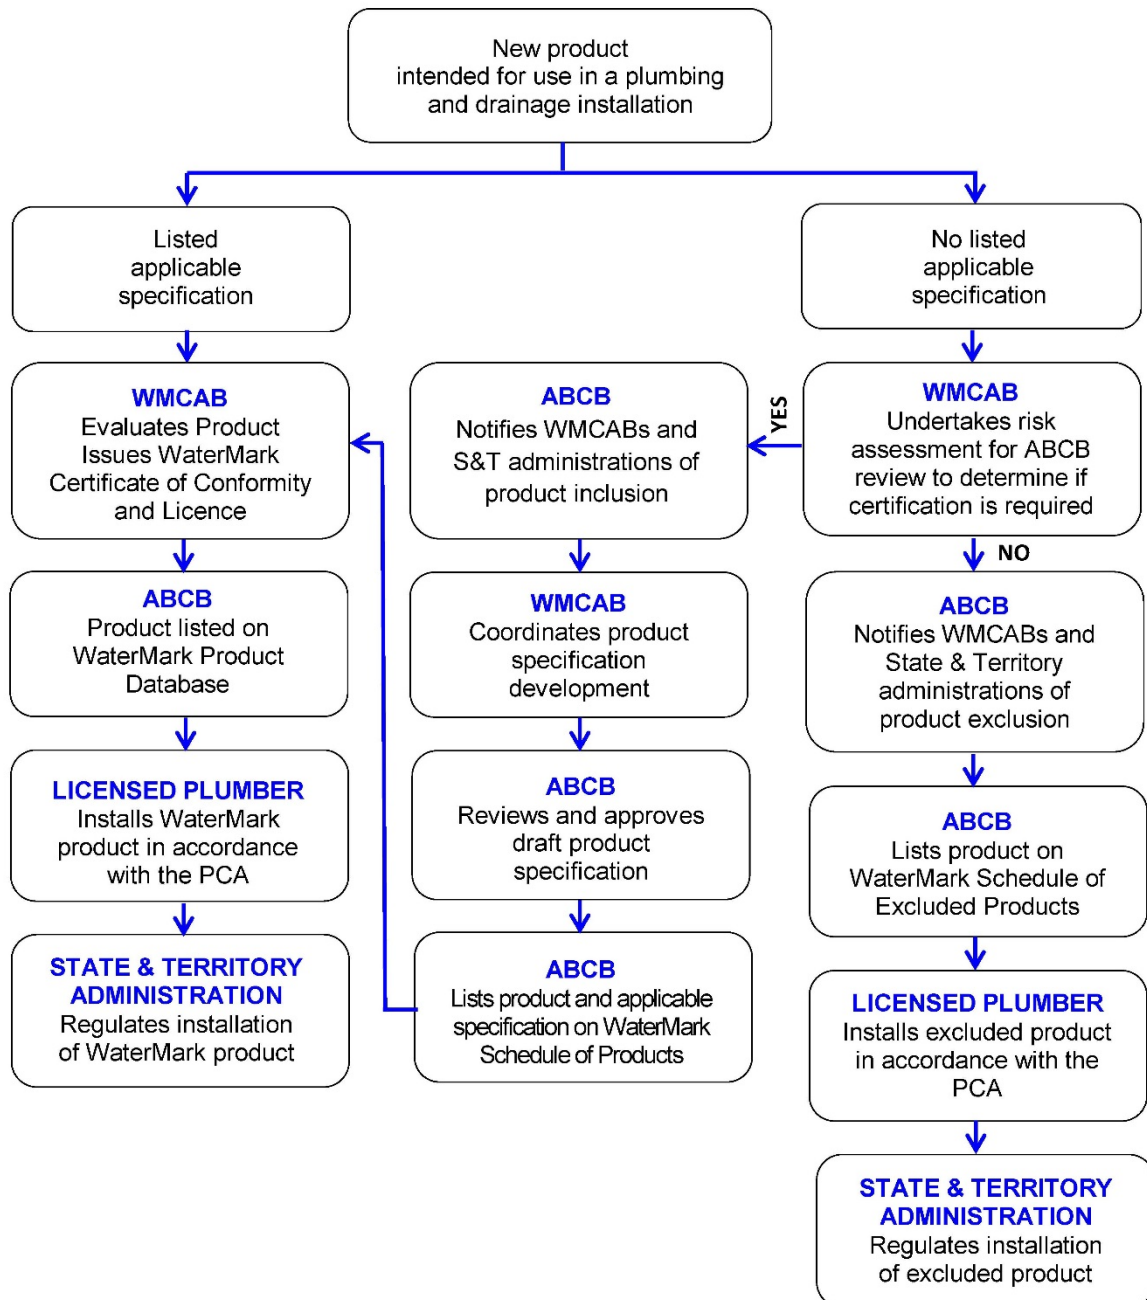 New product
intended for use in a plumbing
and drainage installation
Listed
applicable
specification
No listed
applicable
specification
WMCAB
Evaluates Product
Issues WaterMark
Certificate of Conformity
and Licence
ABCB
Notifies WMCABs and
S&T administrations of
product inclusion
YES
WMCAB
Undertakes risk
assessment for ABCB
review to determine if
certification is required
NO
ABCB
Product listed on
WaterMark Product
Database
WMCAB
Coordinates product
specification
development
ABCB
Notifies WMCABs and
State & Territory
administrations of
product exclusion
LICENSED PLUMBER
Installs WaterMark
product in accordance
with the PCA
ABCB
Reviews and approves
draft product
specification
ABCB
Lists product on
WaterMark Schedule of
Excluded Products
STATE & TERRITORY
ADMINISTRATION
Regulates installation
of WaterMark product
ABCB
Lists product and applicable
specification on WaterMark
Schedule of Products
LICENSED PLUMBER
Installs excluded product
in accordance with the
PCA
STATE & TERRITORY
ADMINISTRATION
Regulates installation
of excluded product